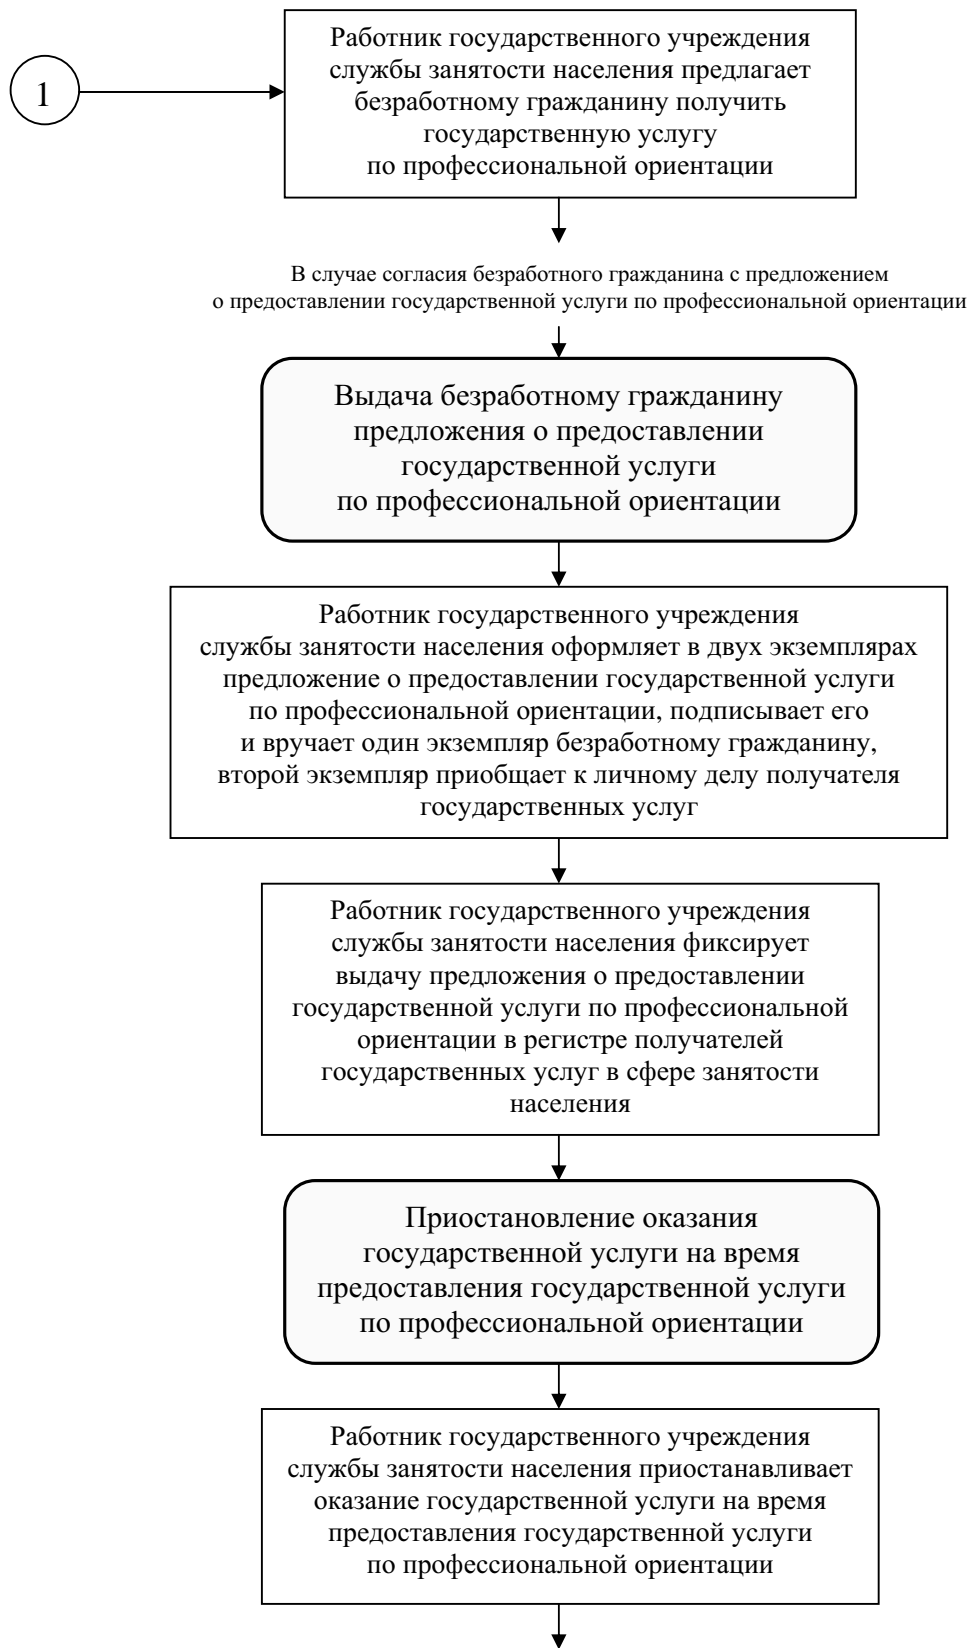 1
Работник государственного учреждения
службы занятости населения предлагает
безработному гражданину получить
государственную услугу
по профессиональной ориентации
В случае согласия безработного гражданина с предложением
о предоставлении государственной услуги по профессиональной ориентации
Выдача безработному гражданину
предложения о предоставлении
государственной услуги
по профессиональной ориентации
Работник государственного учреждения
службы занятости населения оформляет в двух экземплярах
предложение о предоставлении государственной услуги
по профессиональной ориентации, подписывает его
и вручает один экземпляр безработному гражданину,
второй экземпляр приобщает к личному делу получателя
государственных услуг
Работник государственного учреждения
службы занятости населения фиксирует
выдачу предложения о предоставлении
государственной услуги по профессиональной
ориентации в регистре получателей
государственных услуг в сфере занятости
населения
Приостановление оказания
государственной услуги на время
предоставления государственной услуги
по профессиональной ориентации
Работник государственного учреждения
службы занятости населения приостанавливает
оказание государственной услуги на время
предоставления государственной услуги
по профессиональной ориентации